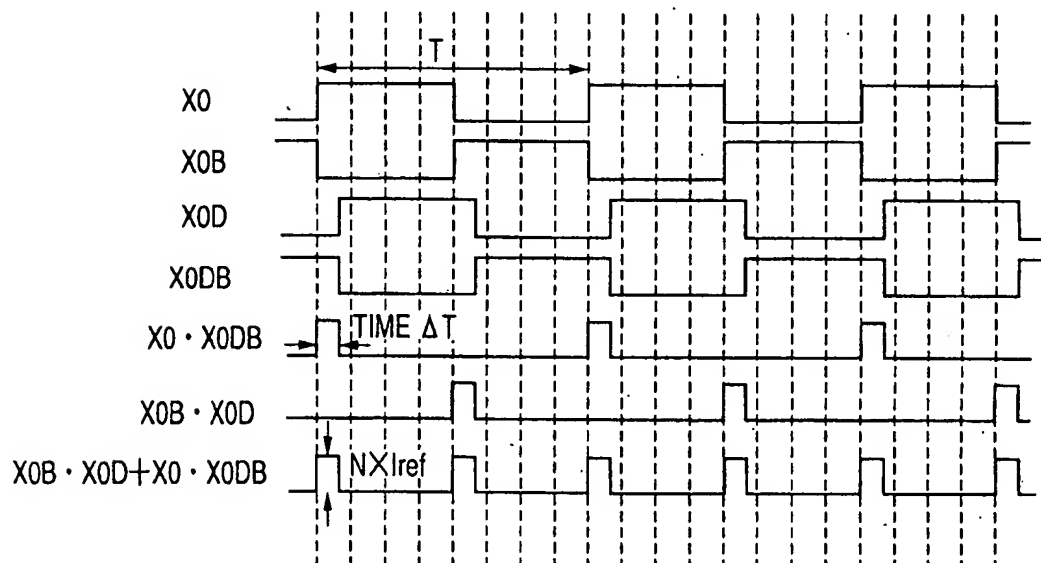 T
X0
X0B
X0D
X0DB
X0 · X0DB
TIME ΔT
X0B · X0D
X0B · X0D+X0 · X0DB
N×Iref